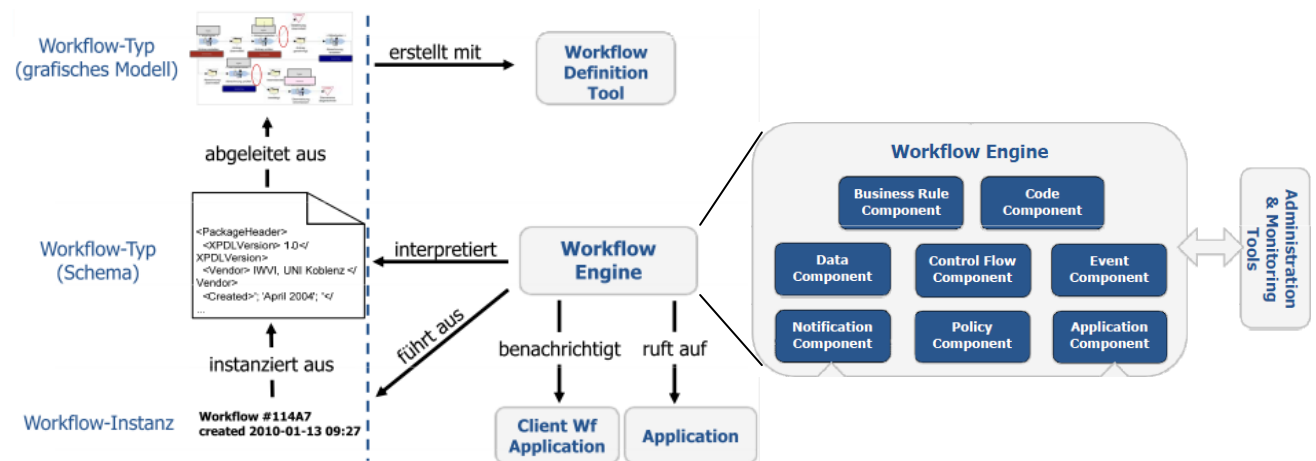 Workflow-Typ
(grafisches Modell)
erstellt mit
Workflow
Definition
Tool
abgeleitet aus
Workflow-Typ
(Schema)
<PackageHeader>
<XPDLVersion> 1.0</
XPDLVersion>
<Vendor> IWVI, UNI Koblenz </
Vendor>
<Created>'; 'April 2004'; '</
...
interpretiert
Workflow
Engine
führt aus
benachrichtigt
ruft auf
instanziert aus
Workflow-Instanz
Workflow #114A7
created 2010-01-13 09:27
Client Wf
Application
Application
Workflow Engine
Business Rule
Component
Code
Component
Data
Component
Control Flow
Component
Event
Component
Notification
Component
Policy
Component
Application
Component
Administration
& Monitoring
Tools